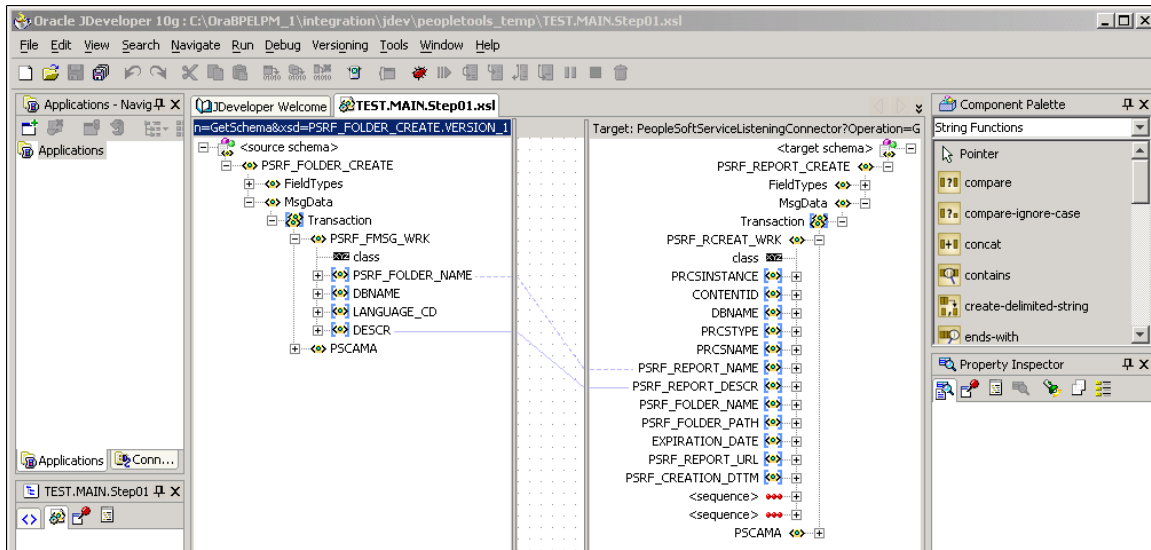 Oracle JDeveloper 10g : C:\OraBPELPM_1\integration\jdev\peopletools_temp\TEST.MAIN.Step01.xsl
File Edit View Search Navigate Run Debug Versioning Tools Window Help
Applications - Navig
Applications
Applications
Conn...
TEST.MAIN.Step01
JDeveloper Welcome
TEST.MAIN.Step01.xsl
n=GetSchema&xsd=PSRF_FOLDER_CREATE.VERSION_1
<source schema>
PSRF_FOLDER_CREATE
FieldTypes
MsgData
Transaction
PSRF_FMSG_WRK
class
PSRF_FOLDER_NAME
DBNAME
LANGUAGE_CD
DESCR
PSCAMA
Target: PeopleSoftServiceListeningConnector?Operation=G
<target schema>
PSRF_REPORT_CREATE
FieldTypes
MsgData
Transaction
PSRF_RCREAT_WRK
class
PRCSINSTANCE
CONTENTID
DBNAME
PRCSTYPE
PRCSNAME
PSRF_REPORT_NAME
PSRF_REPORT_DESCR
PSRF_FOLDER_NAME
PSRF_FOLDER_PATH
EXPIRATION_DATE
PSRF_REPORT_URL
PSRF_CREATION_DTTM
<sequence>
<sequence>
PSCAMA
Component Palette
String Functions
Pointer
compare
compare-ignore-case
concat
contains
create-delimited-string
ends-with
Property Inspector